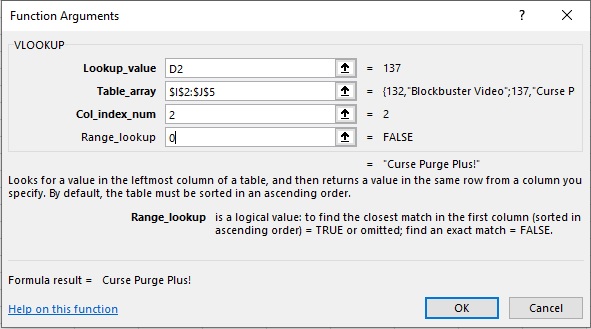 Function Arguments ? ×
VLOOKUP
Lookup_value D2 = 137
Table_array $I$2:$J$5 = {132,"Blockbuster Video";137,"Curse P
Col_index_num 2 = 2
Range_lookup 0 = FALSE
= "Curse Purge Plus!"
Looks for a value in the leftmost column of a table, and then returns a value in the same row from a column you
specify. By default, the table must be sorted in an ascending order.
Range_lookup is a logical value: to find the closest match in the first column (sorted in
ascending order) = TRUE or omitted; find an exact match = FALSE.
Formula result = Curse Purge Plus!
Help on this function OK Cancel